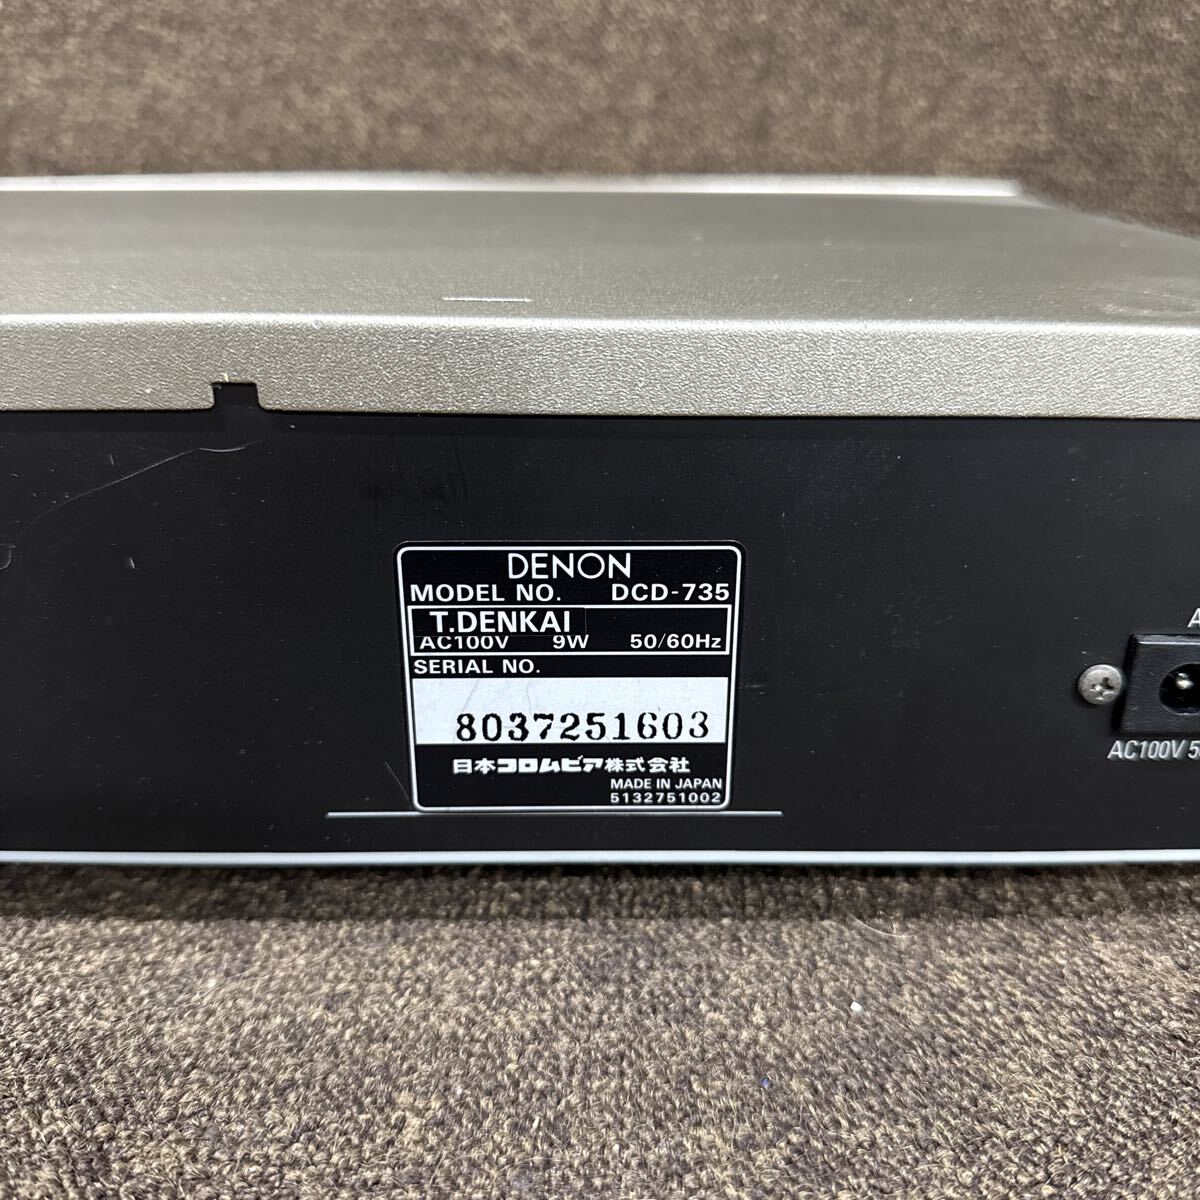 DENON
MODEL NO. DCD-735
T.DENKAI
AC100V 9W 50/60Hz
SERIAL NO.
8037251603
日本コロムビア株式会社
MADE IN JAPAN
5132751002
A
AC100V 5